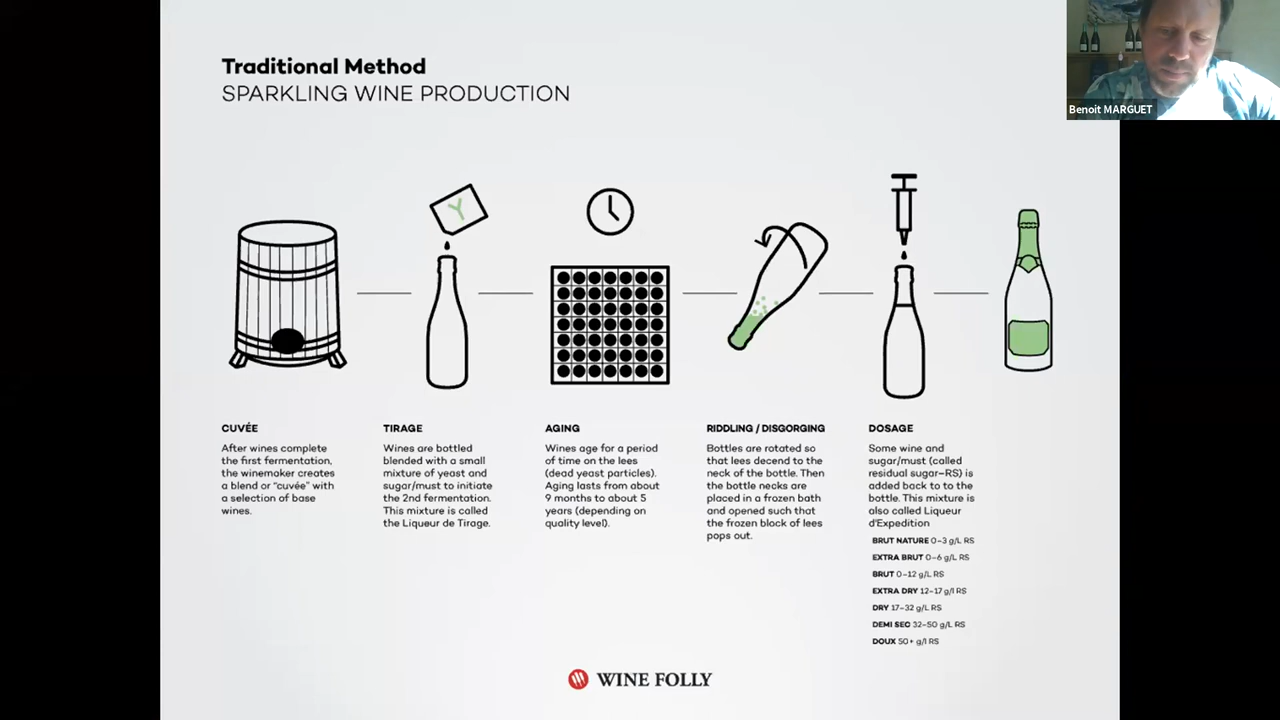 Traditional Method
SPARKLING WINE PRODUCTION
Benoit MARGUET
Y
CUVÉE
After wines complete
the first fermentation,
the winemaker creates
a blend or “cuvée” with
a selection of base
wines.
TIRAGE
Wines are bottled
blended with a small
mixture of yeast and
sugar/must to initiate
the 2nd fermentation.
This mixture is called
the Liqueur de Tirage.
AGING
Wines age for a period
of time on the lees
(dead yeast particles).
Aging lasts from about
9 months to about 5
years (depending on
quality level).
RIDDLING / DISGORGING
Bottles are rotated so
that lees decend to the
neck of the bottle. Then
the bottle necks are
placed in a frozen bath
and opened such that
the frozen block of lees
pops out.
DOSAGE
Some wine and
sugar/must (called
residual sugar–RS) is
added back to to the
bottle. This mixture is
also called Liqueur
d'Expedition
BRUT NATURE 0–3 g/L RS
EXTRA BRUT 0–6 g/L RS
BRUT 0–12 g/L RS
EXTRA DRY 12–17 g/l RS
DRY 17–32 g/L RS
DEMI SEC 32–50 g/L RS
DOUX 50+ g/l RS
WINE FOLLY